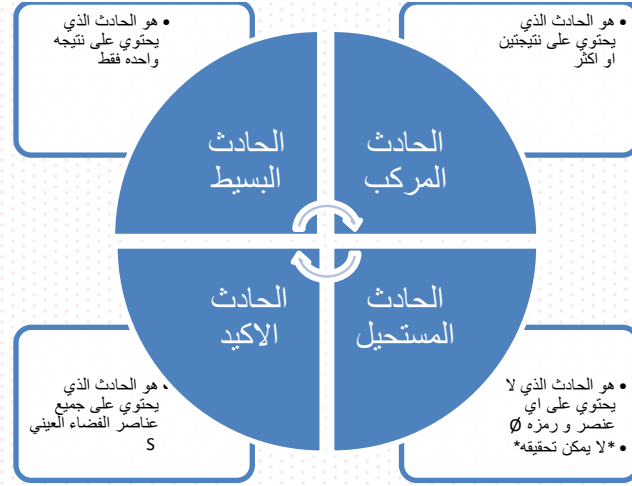 • هو الحادث الذي
يحتوي على نتيجتين
او اكثر
• هو الحادث الذي
يحتوي على نتيجه
واحده فقط
الحادث
المركب
الحادث
البسيط
الحادث
المستحيل
الحادث
الاكيد
• هو الحادث الذي لا
يحتوي على اي
عنصر و رمزه Ø
• *لا يمكن تحقيقه*
• هو الحادث الذي
يحتوي على جميع
عناصر الفضاء العيني
S